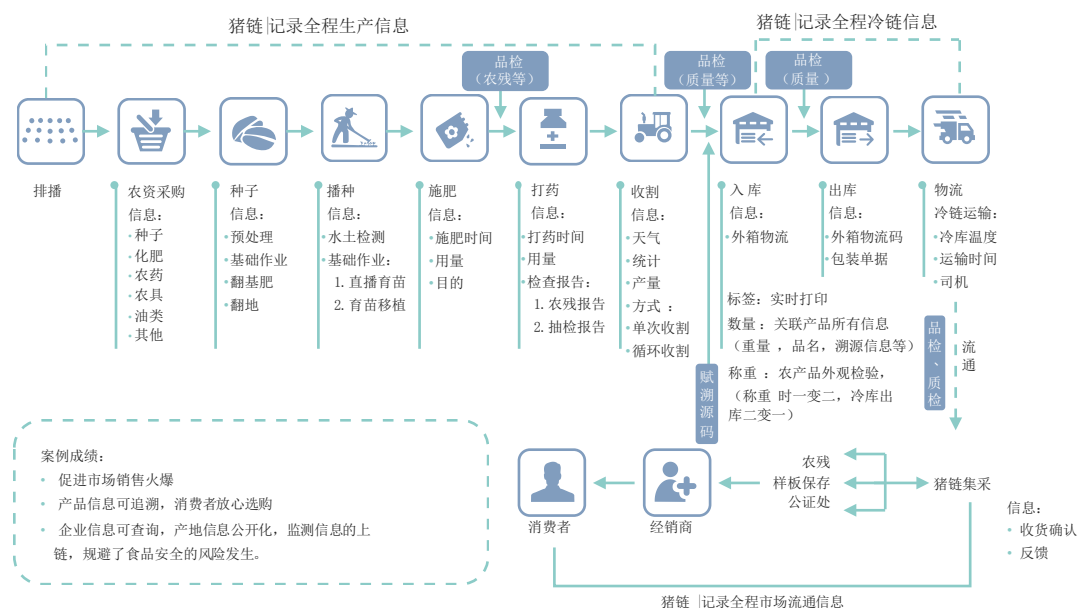 猪链|记录全程生产信息
猪链|记录全程冷链信息
品检
（农残等）
品检
（质量等）
品检
（质量 ）
排播
农资采购
信息：
•种子
•化肥
•农药
•农具
•油类
•其他
种子
信息：
•预处理
•基础作业
•翻基肥
•翻地
播种
信息：
•水土检测
•基础作业：
1. 直播育苗
2. 育苗移植
施肥
信息：
•施肥时间
•用量
•目的
打药
信息：
•打药时间
•用量
•检查报告：
1. 农残报告
2. 抽检报告
收割
信息：
•天气
•统计
•产量
•方式 ：
•单次收割
•循环收割
入 库
信息：
•外箱物流
出库
信息：
•外箱物流码
•包装单据
物流
冷链运输：
•冷库温度
•运输时间
•司机
标签：实时打印
数量 ：关联产品所有信息
（重量 ，品名，溯源信息等）
称重 ：农产品外观检验，
（称重 时一变二，冷库出
库二变一）
赋溯源码
品检、质检
流通
案例成绩：
• 促进市场销售火爆
• 产品信息可追溯，消费者放心选购
• 企业信息可查询，产地信息公开化，监测信息的上
链，规避了食品安全的风险发生。
消费者
经销商
农残
样板保存
公证处
猪链集采
信息：
• 收货确认
• 反馈
猪链 |记录全程市场流通信息